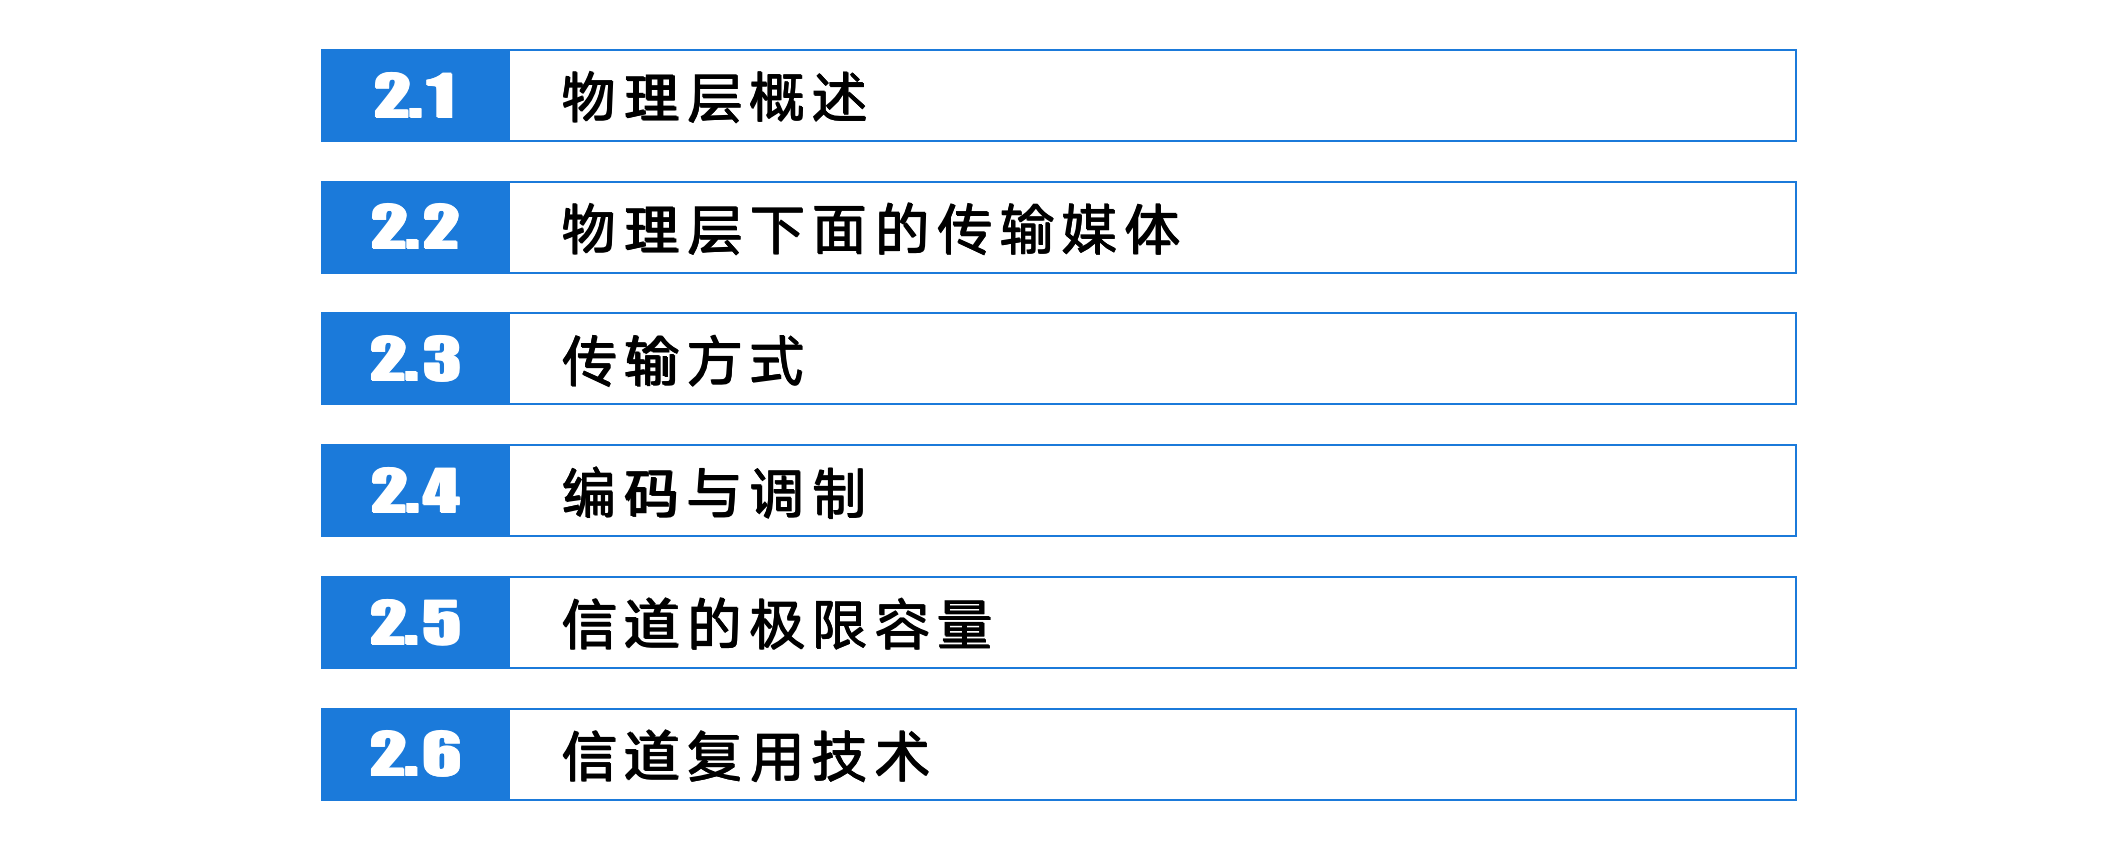 2.1 物理层概述
2.2 物理层下面的传输媒体
2.3 传输方式
2.4 编码与调制
2.5 信道的极限容量
2.6 信道复用技术